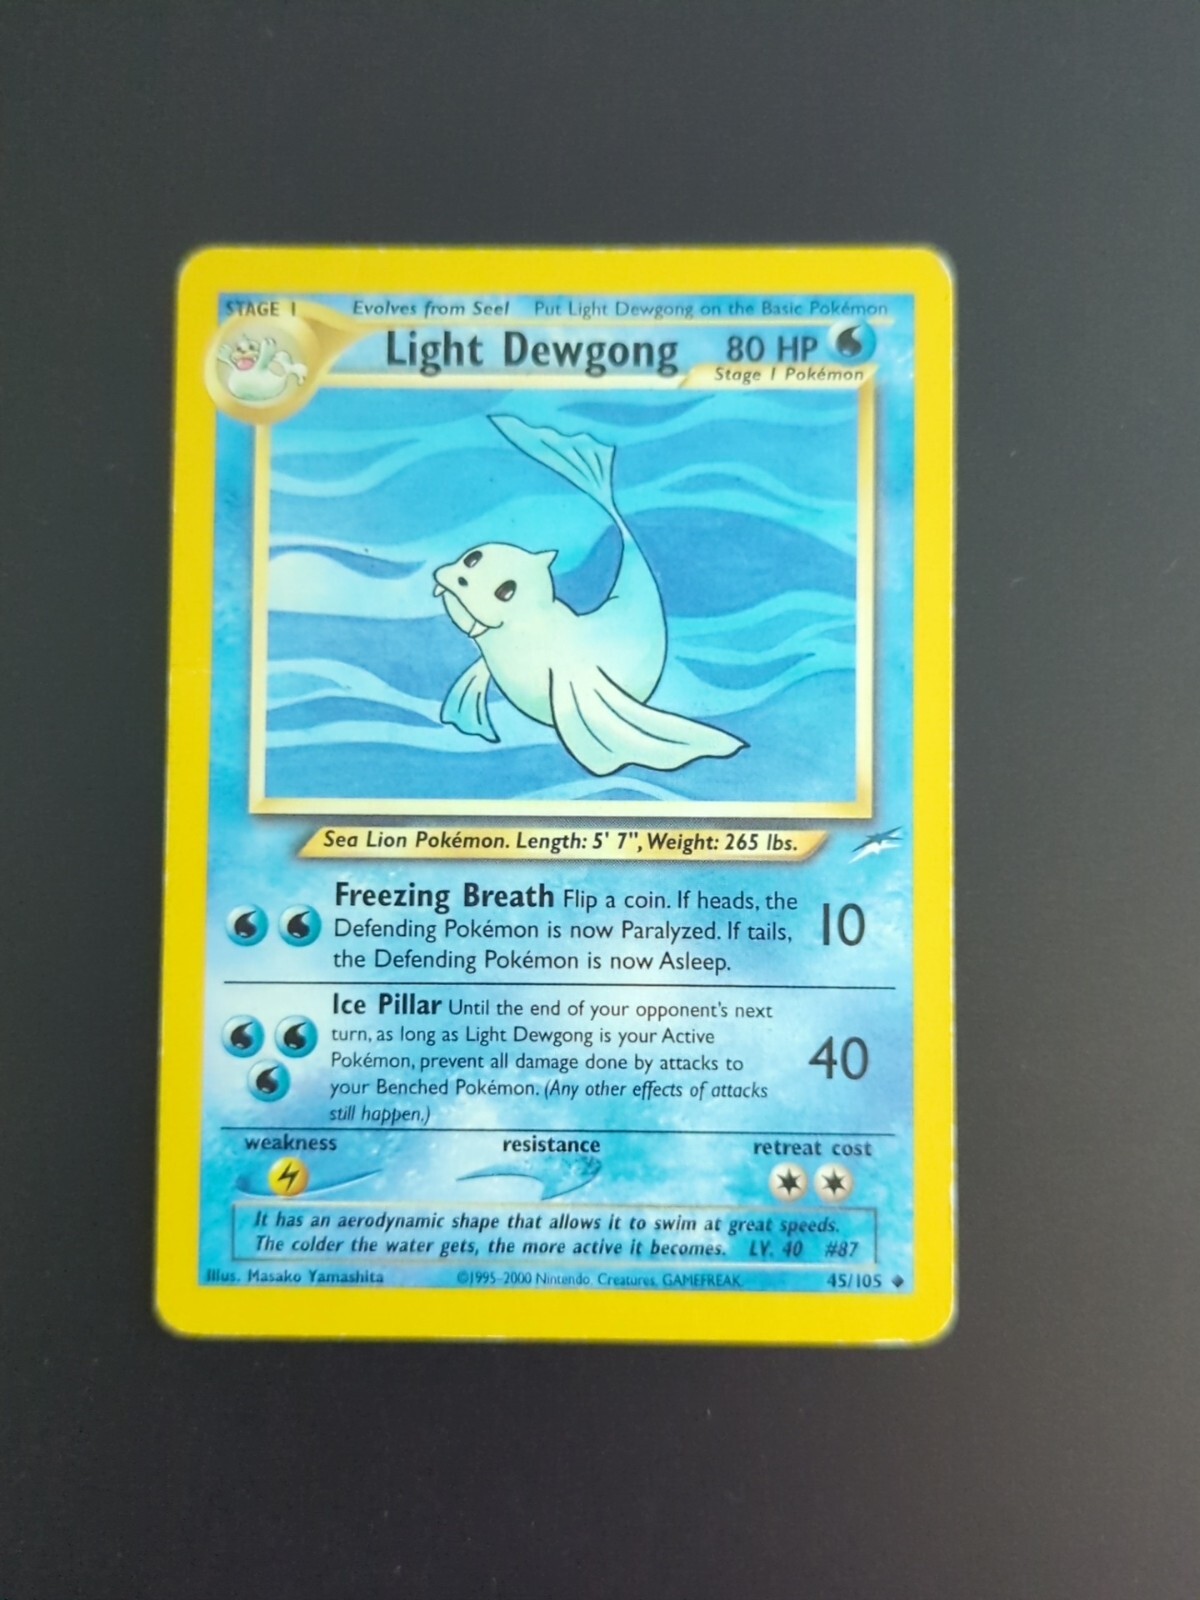 STAGE 1 Evolves from Seel Put Light Dewgong on the Basic Pokémon
Light Dewgong 80 HP
Stage 1 Pokémon
Sea Lion Pokémon. Length: 5' 7", Weight: 265 lbs.
Freezing Breath Flip a coin. If heads, the
Defending Pokémon is now Paralyzed. If tails,
the Defending Pokémon is now Asleep.
10
Ice Pillar Until the end of your opponent's next
turn, as long as Light Dewgong is your Active
Pokémon, prevent all damage done by attacks to
your Benched Pokémon. (Any other effects of attacks
still happen.)
40
weakness resistance retreat cost
It has an aerodynamic shape that allows it to swim at great speeds.
The colder the water gets, the more active it becomes. LV. 40 #87
Illus. Masako Yamashita ©1995-2000 Nintendo. Creatures, GAMEFREAK. 45/105